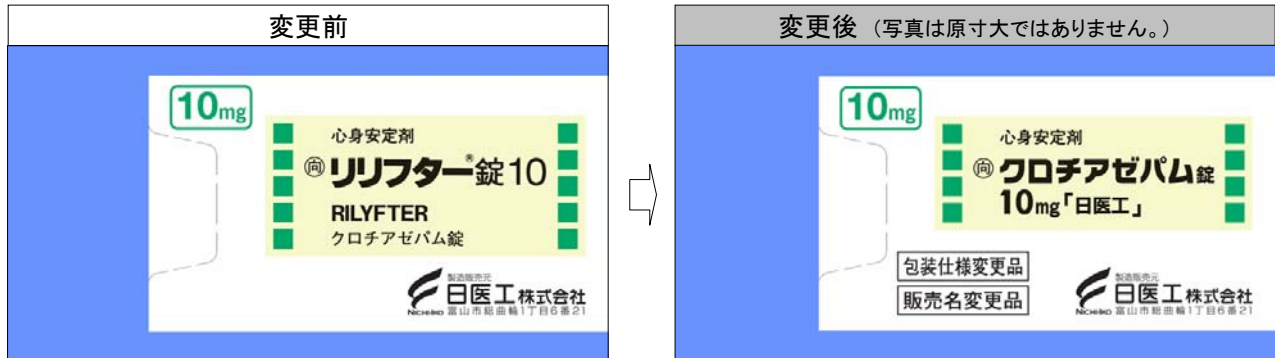 変更前
10mg
心身安定剤
㊞リリフター®錠10
RILYFTER
クロチアゼパム錠
製造販売元
日医工株式会社
NICHI-IKO 富山市総曲輪1丁目6番21
変更後 (写真は原寸大ではありません。)
10mg
心身安定剤
向 クロチアゼパム錠
10mg「日医工」
包装仕様変更品
販売名変更品
製造販売元
日医工株式会社
NICHI-IKO 富山市総曲輪1丁目6番21